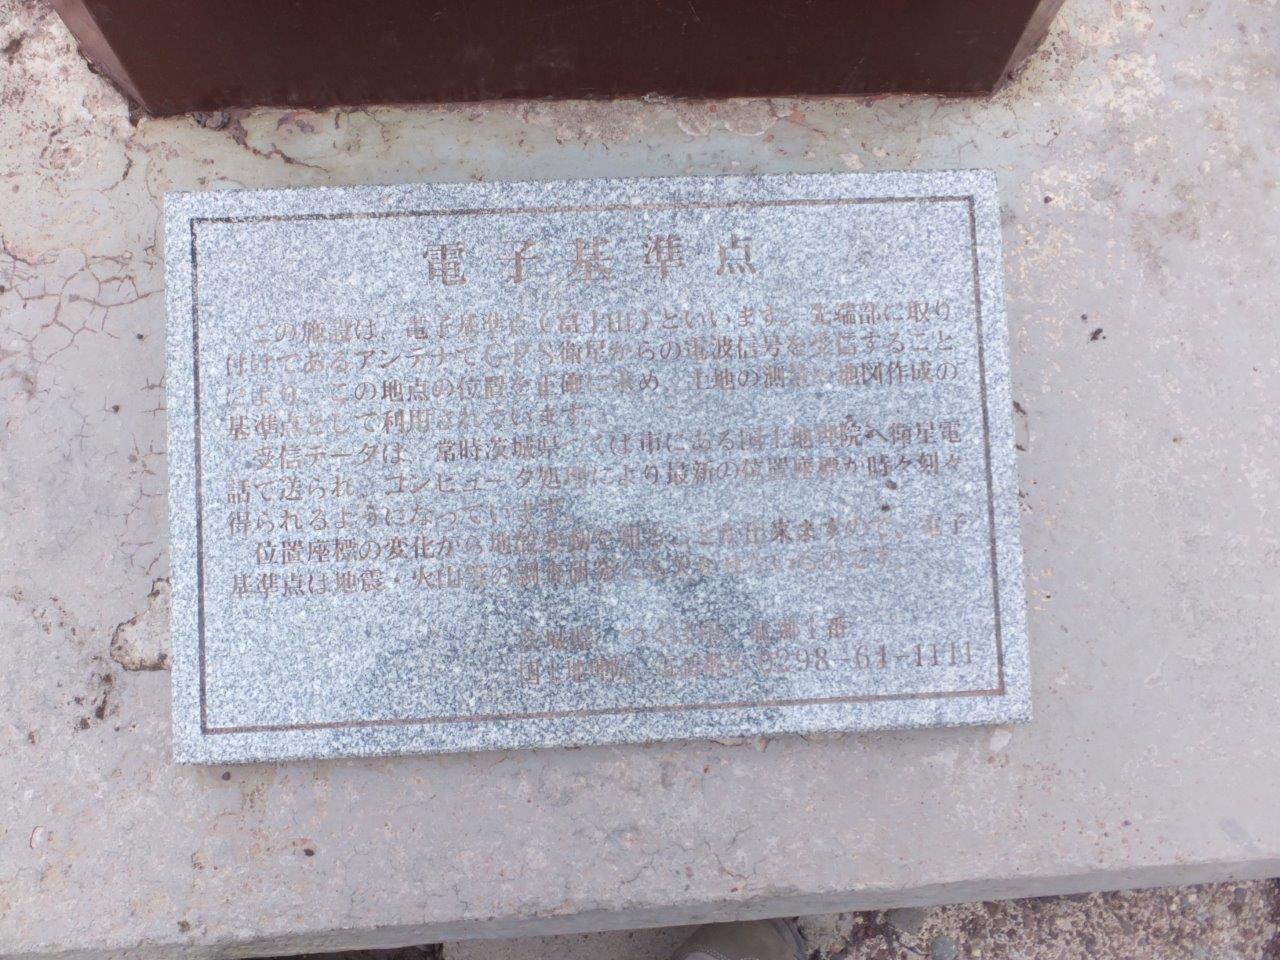 電子基準点
この施設は、電子基準点(富士山)といいます。先端部に取り
付けてあるアンテナでGPS衛星からの電波信号を受信すること
により、この地点の位置を正確に求め、土地の測量や地図作成の
基準点として利用されています。
受信データは、常時茨城県つくば市にある国土地理院へ衛星電
話で送られ、コンピュータ処理により最新の位置座標が時々刻々
得られるようになっています。
位置座標の変化から地殻変動を測ることが出来ますので、電子
基準点は地震・火山等の調査
茨城県 つくば市 北郷1番
国土地理院 0298-64-1111